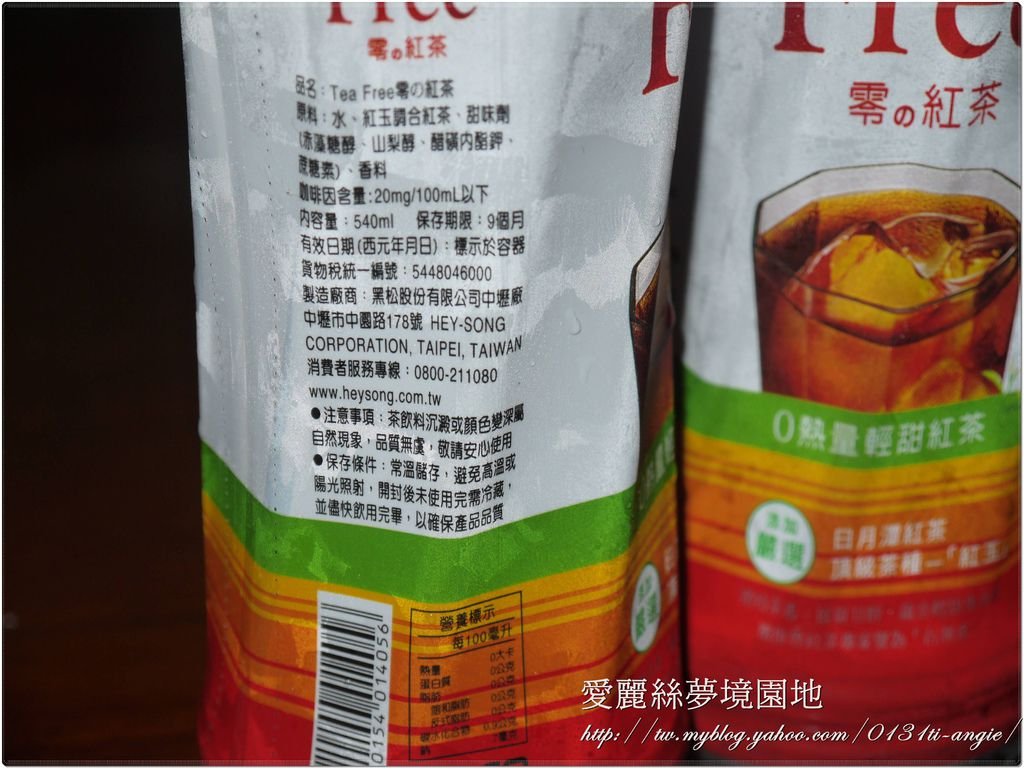 Free
零の紅茶
品名：Tea Free零の紅茶
原料：水、紅玉調合紅茶、甜味劑
(赤藻糖醇、山梨醇、醋磺內酯鉀、
蔗糖素)、香料
咖啡因含量:20mg/100mL以下
內容量：540ml 保存期限：9個月
有效日期(西元年月日)：標示於容器
貨物稅統一編號：5448046000
製造廠商：黑松股份有限公司中壢廠
中壢市中園路178號 HEY-SONG
CORPORATION, TAIPEI, TAIWAN
消費者服務專線：0800-211080
www.heysong.com.tw
●注意事項：茶飲料沉澱或顏色變深屬
自然現象，品質無虞，敬請安心使用
●保存條件：常溫儲存，避免高溫或
陽光照射，開封後未使用完需冷藏，
並儘快飲用完畢，以確保產品品質
營養標示
每100毫升
熱量 0大卡
蛋白質 0公克
脂肪 0公克
飽和脂肪 0公克
反式脂肪 0公克
碳水化合物 0.9公克
鈉 2毫克
零の紅茶
0熱量輕甜紅茶
添加
嚴選
日月潭紅茶
頂級茶種一「紅玉
愛麗絲夢境園地
http://tw.myblog.yahoo.com/0131ti-angie/